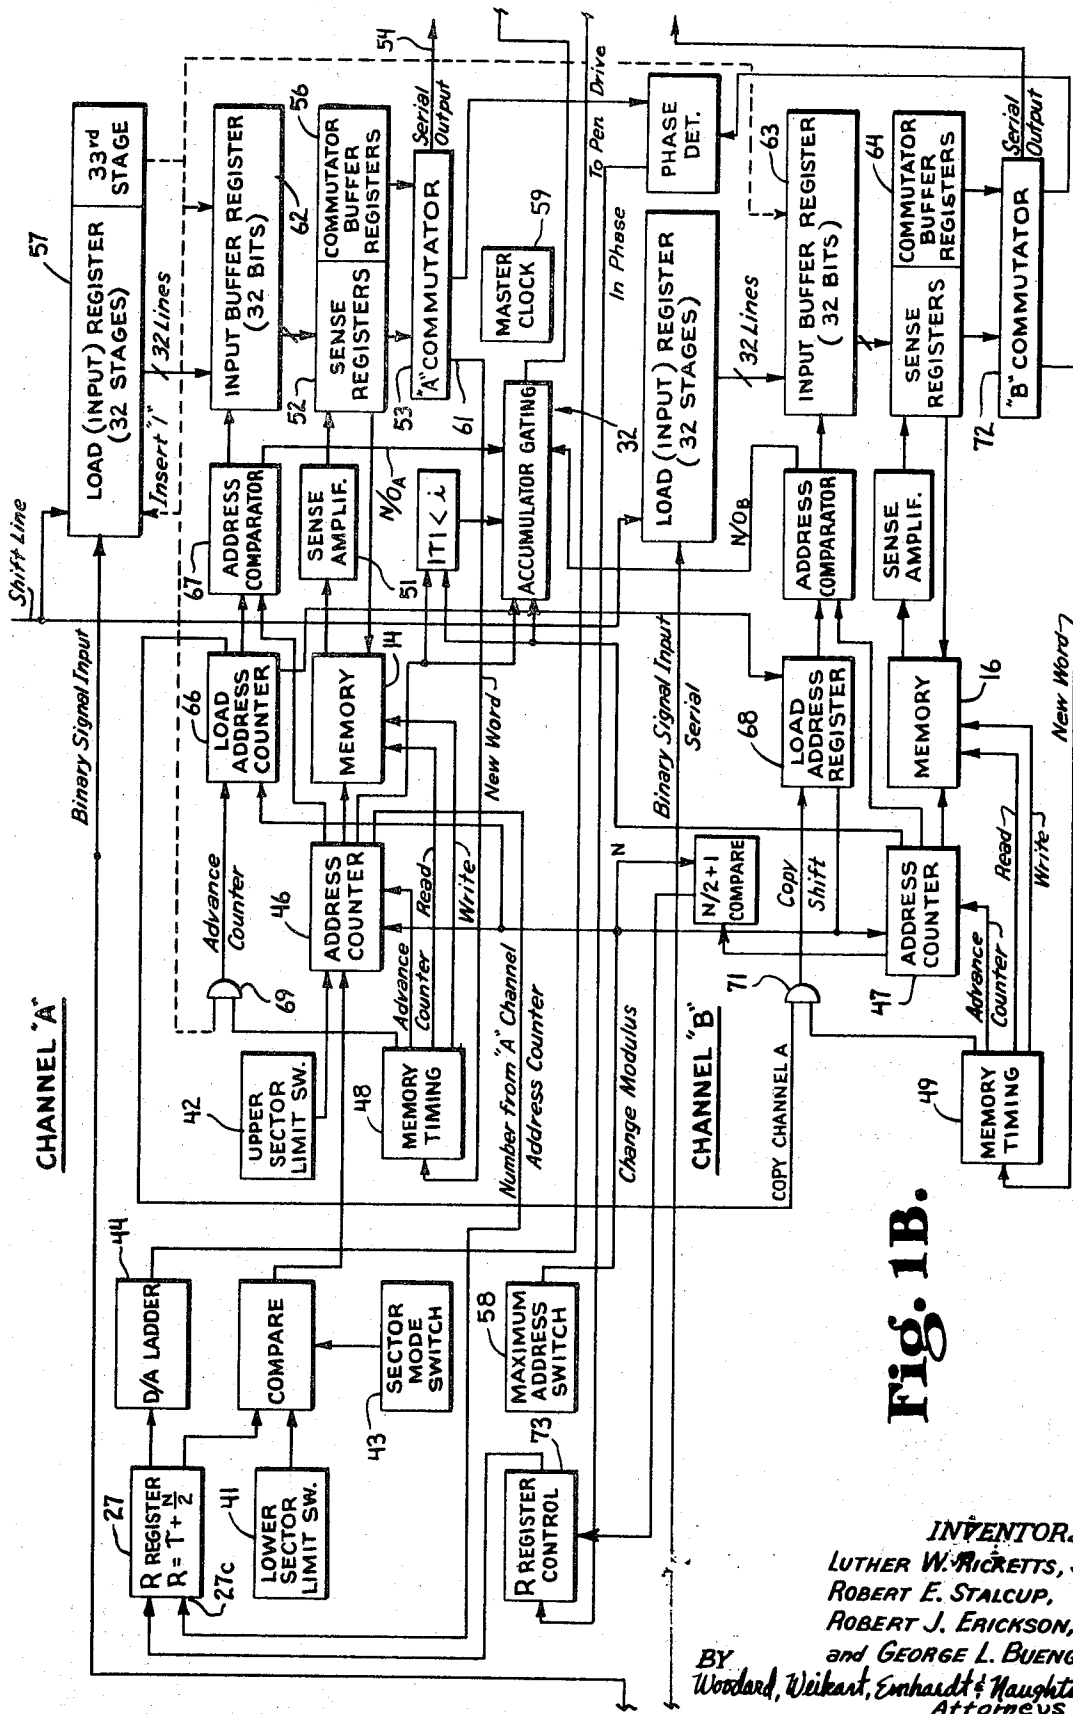 CHANNEL "A"
Shift Line
Binary Signal Input
57
LOAD (INPUT) REGISTER
(32 STAGES)
33rd
STAGE
Insert "1"
32 Lines
66
LOAD
ADDRESS
COUNTER
67
ADDRESS
COMPARATOR
INPUT BUFFER REGISTER
(32 BITS)
62
Advance
Counter
69
46
ADDRESS
COUNTER
MEMORY
14
SENSE
AMPLIF.
51
52
SENSE
REGISTERS
COMMUTATOR
BUFFER
REGISTERS
56
N/OA
"A" COMMUTATOR
53
61
Serial
Output
54
42
UPPER
SECTOR
LIMIT SW.
48
MEMORY
TIMING
Advance
Counter
Read
Write
New Word
|T| < i
ACCUMULATOR GATING
32
MASTER
CLOCK
59
Number from "A" Channel
Address Counter
44
D/A LADDER
27
R REGISTER
R = T + N/2
27c
COMPARE
41
LOWER
SECTOR
LIMIT SW.
43
SECTOR
MODE
SWITCH
58
MAXIMUM
ADDRESS
SWITCH
73
R REGISTER
CONTROL
Change Modulus
N
To Pen Drive
In Phase
PHASE
DET.
CHANNEL "B"
Binary Signal Input
Serial
LOAD (INPUT) REGISTER
(32 STAGES)
32 Lines
N/2+1
COMPARE
COPY CHANNEL A
71
Copy
Shift
68
LOAD
ADDRESS
REGISTER
ADDRESS
COMPARATOR
N/OB
INPUT BUFFER REGISTER
(32 BITS)
63
49
MEMORY
TIMING
Advance
Counter
Read
Write
New Word
47
ADDRESS
COUNTER
MEMORY
16
SENSE
AMPLIF.
SENSE
REGISTERS
COMMUTATOR
BUFFER
REGISTERS
64
72
"B" COMMUTATOR
Serial
Output
Fig. 1B.
INVENTORS
LUTHER W. RICKETTS,
ROBERT E. STALCUP,
ROBERT J. ERICKSON,
and GEORGE L. BUENG
BY
Woodard, Weikart, Emhardt & Naught
Attorneys